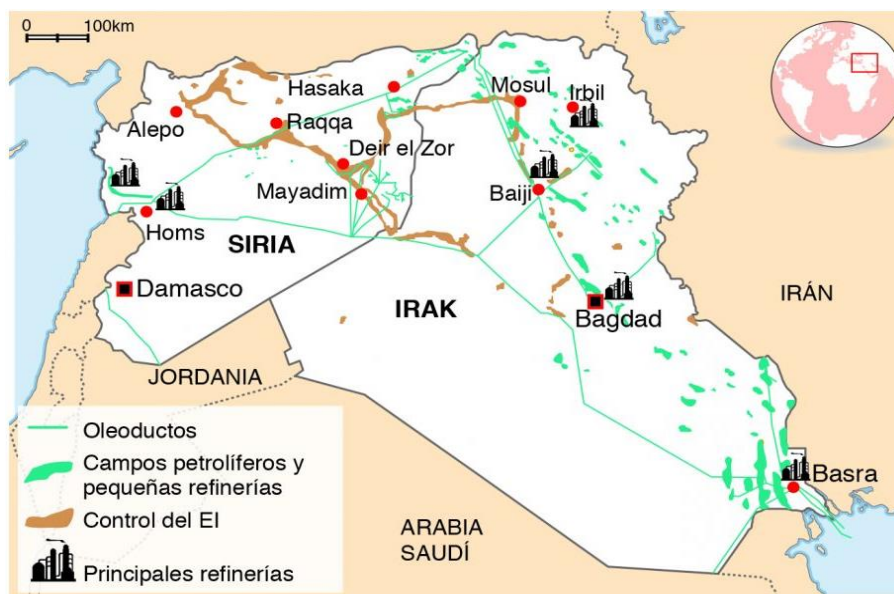 0 100km
Hasaka
Mosul
Irbil
Alepo
Raqqa
Deir el Zor
Mayadim
Baiji
Homs
SIRIA
Damasco
IRAK
Bagdad
IRÁN
JORDANIA
Oleoductos
Campos petrolíferos y
pequeñas refinerías
Control del EI
Principales refinerías
ARABIA
SAUDÍ
Basra